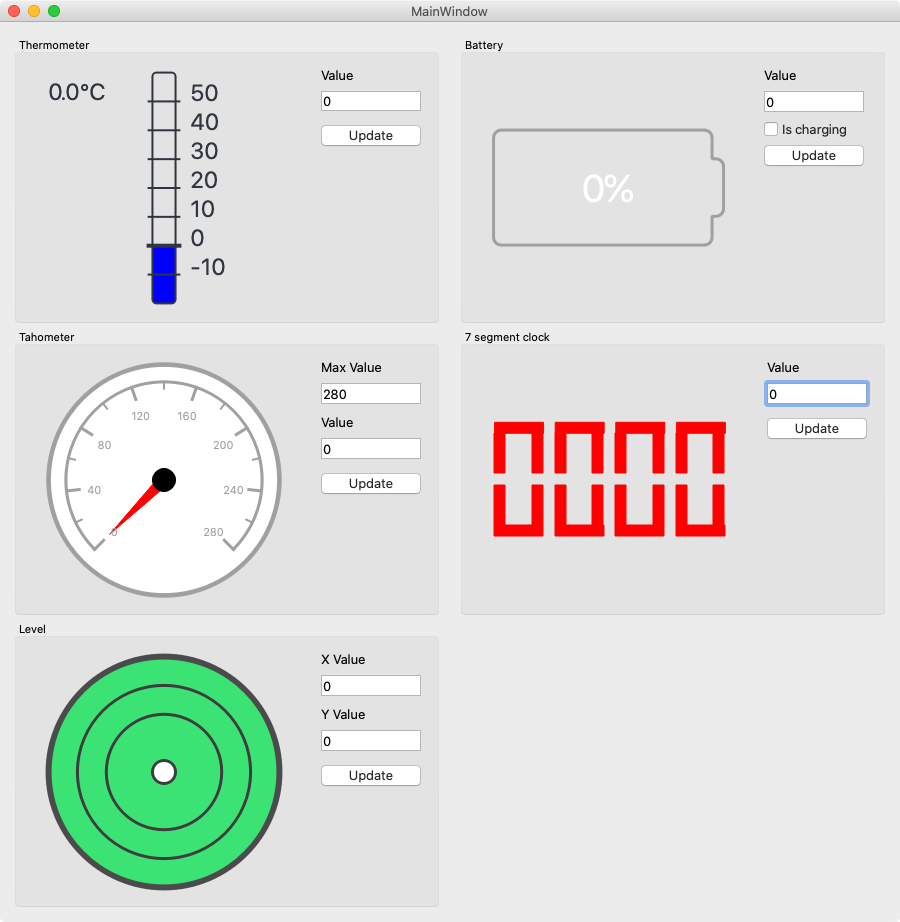 MainWindow
Thermometer
0.0°C
50
40
30
20
10
0
-10
Value
0
Update
Battery
0%
Value
0
Is charging
Update
Tahometer
0
40
80
120
160
200
240
280
Max Value
280
Value
0
Update
7 segment clock
0000
Value
0
Update
Level
X Value
0
Y Value
0
Update